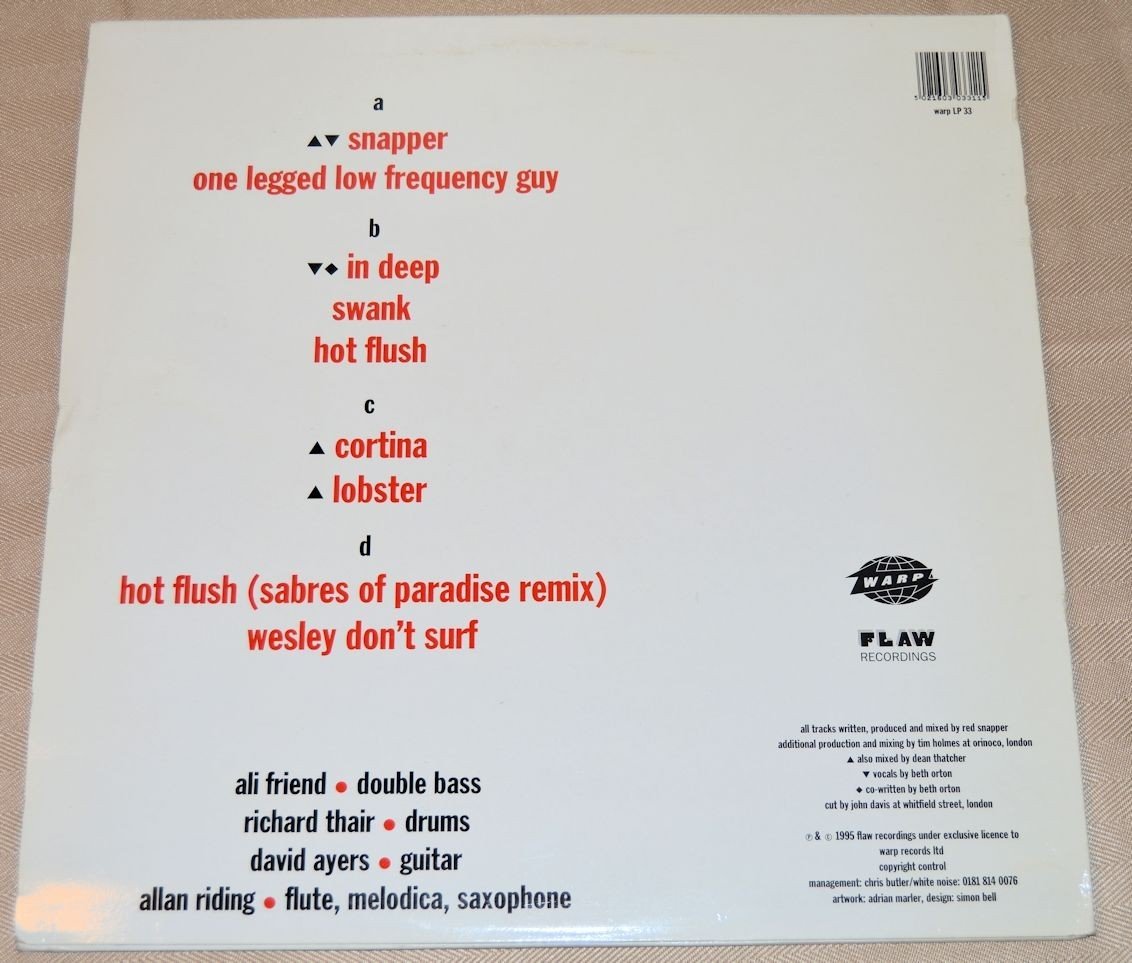 a
▲▼ snapper
one legged low frequency guy
b
▼◆ in deep
swank
hot flush
c
▲ cortina
▲ lobster
d
hot flush (sabres of paradise remix)
wesley don't surf
ali friend ● double bass
richard thair ● drums
david ayers ● guitar
allan riding ● flute, melodica, saxophone
5 021603 033115
warp LP 33
WARP
FLAW
RECORDINGS
all tracks written, produced and mixed by red snapper
additional production and mixing by tim holmes at orinoco, london
▲ also mixed by dean thatcher
▼ vocals by beth orton
◆ co-written by beth orton
cut by john davis at whitfield street, london
℗ & © 1995 flaw recordings under exclusive licence to
warp records ltd
copyright control
management: chris butler/white noise: 0181 814 0076
artwork: adrian marler, design: simon bell